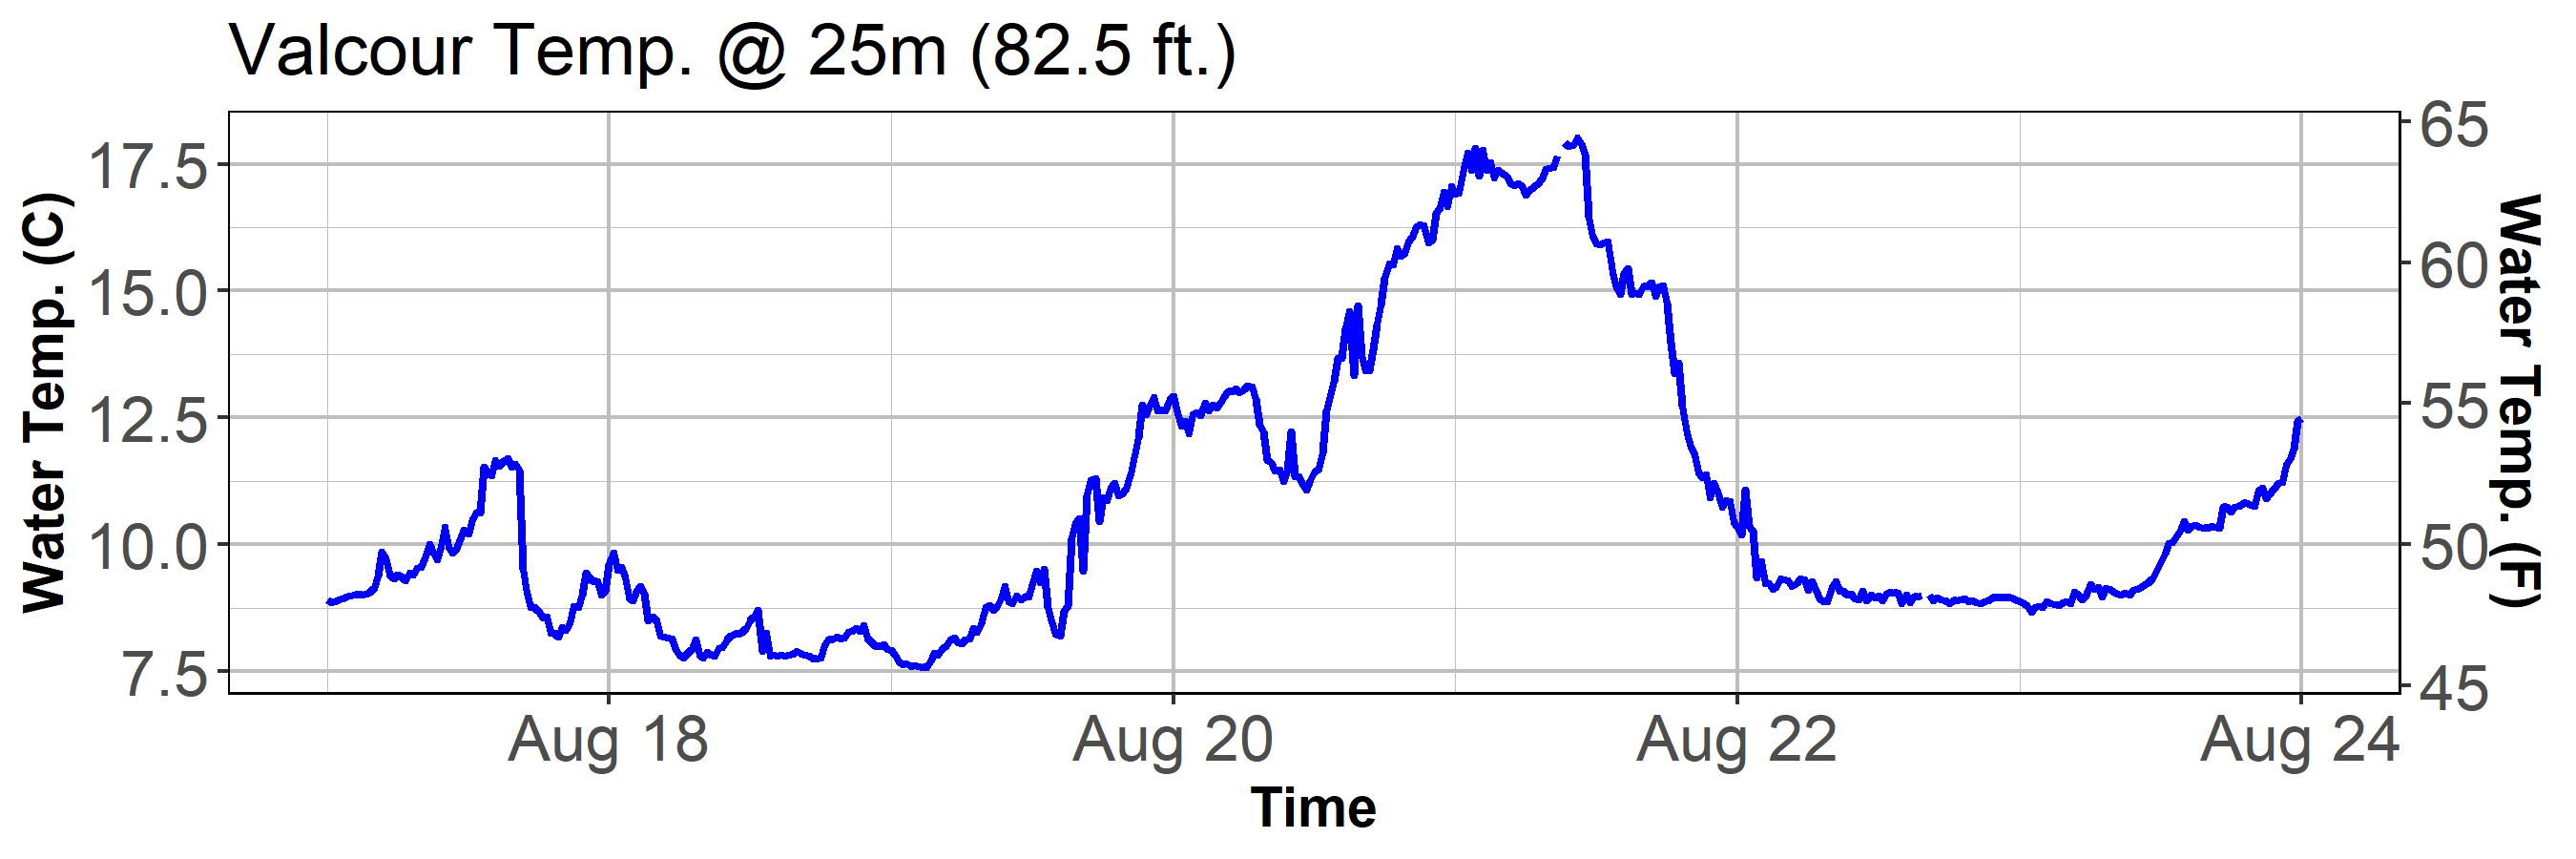 Valcour Temp. @ 25m (82.5 ft.)
Water Temp. (C)
17.5
15.0
12.5
10.0
7.5
65
60
55
50
45
Water Temp. (F)
Aug 18 Aug 20 Aug 22 Aug 24
Time